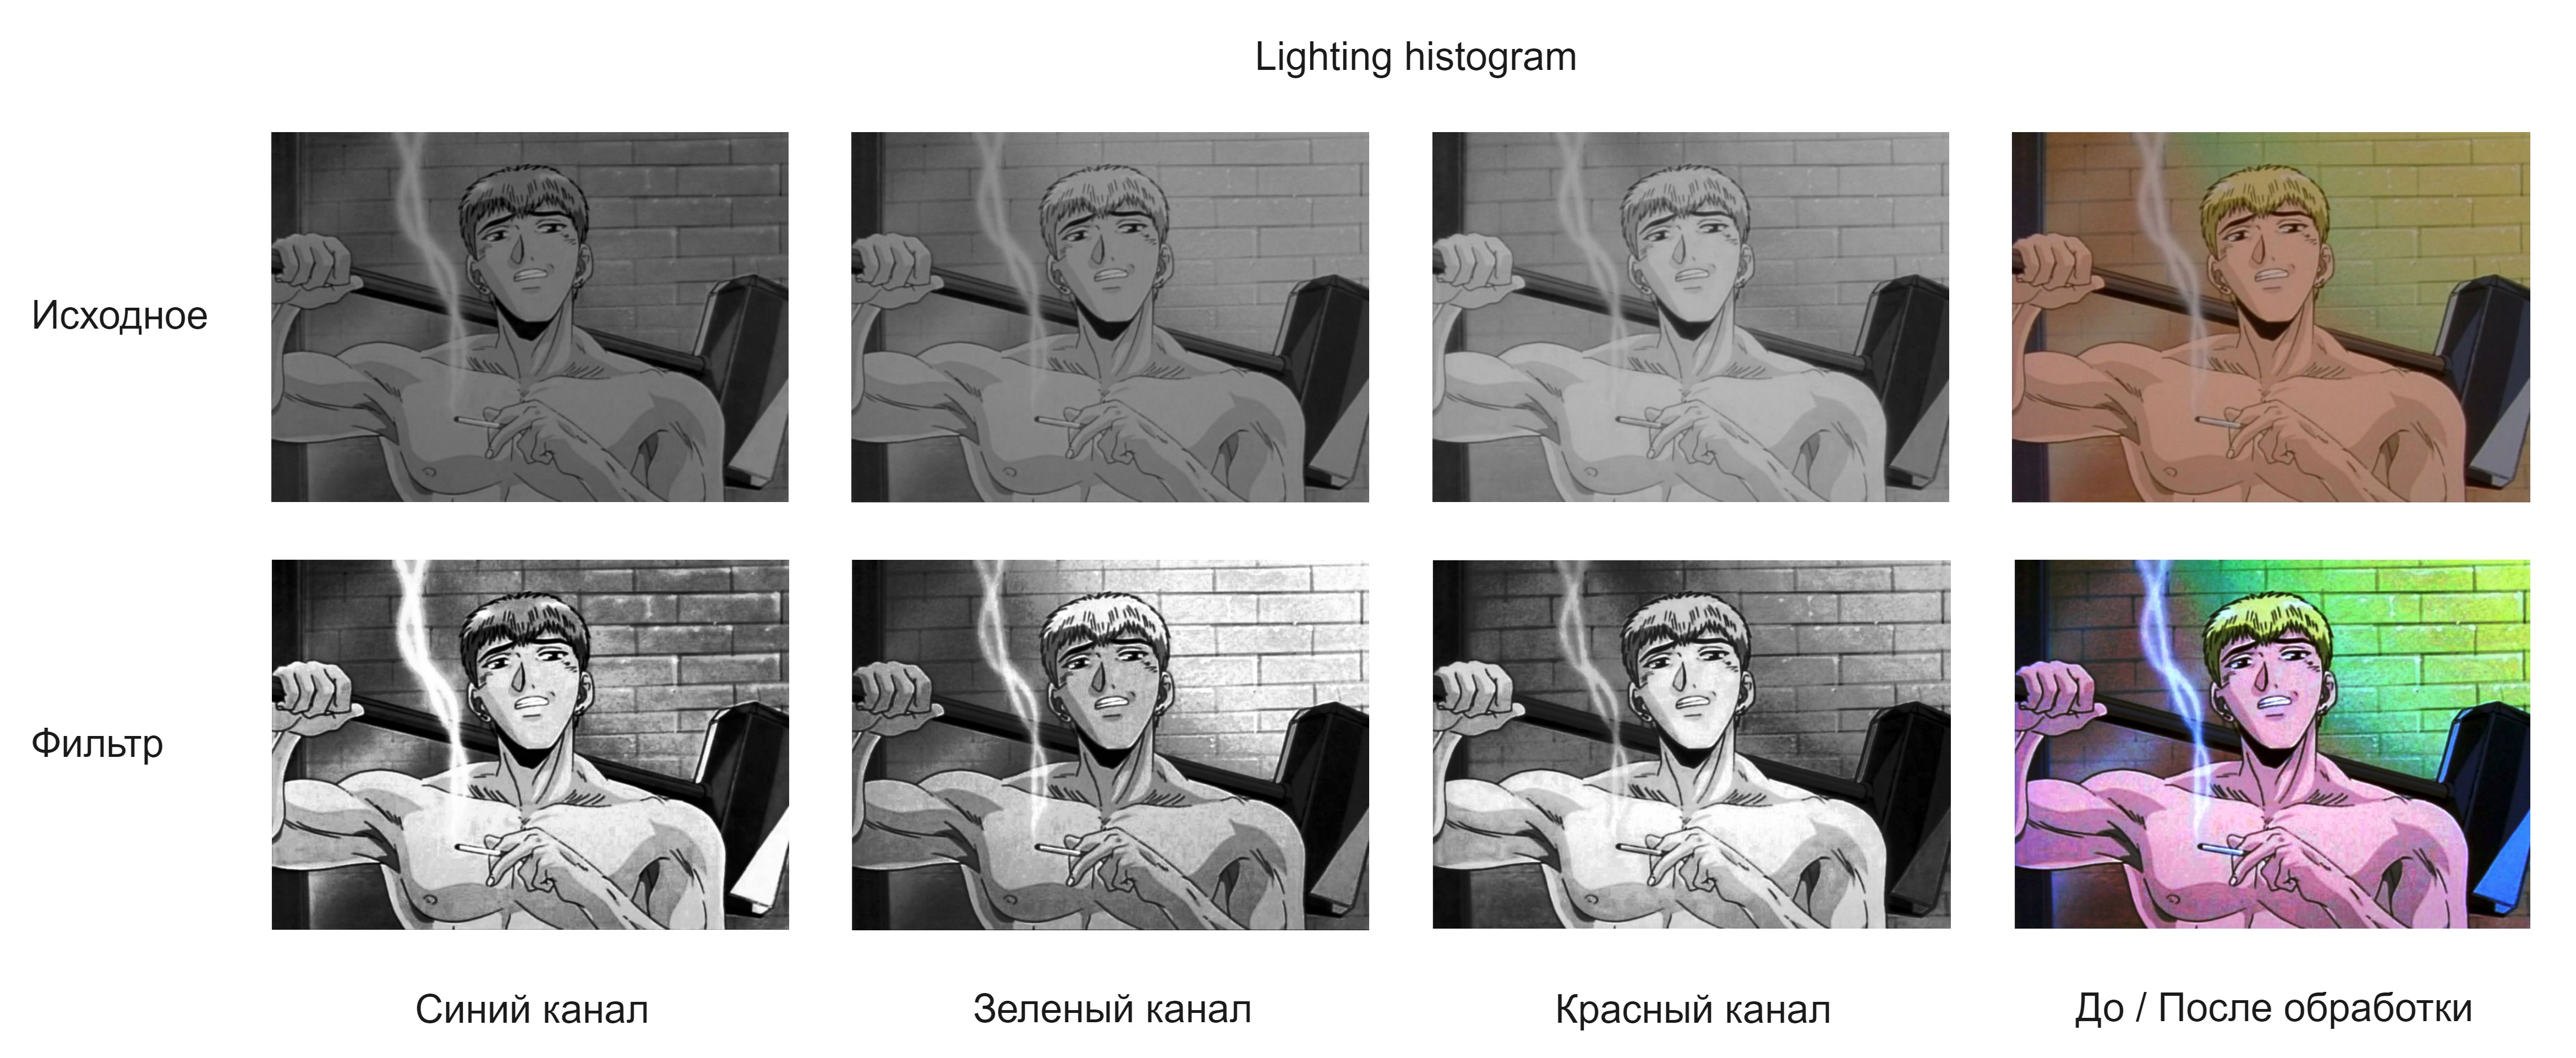 Lighting histogram
Исходное
Фильтр
Синий канал
Зеленый канал
Красный канал
До / После обработки